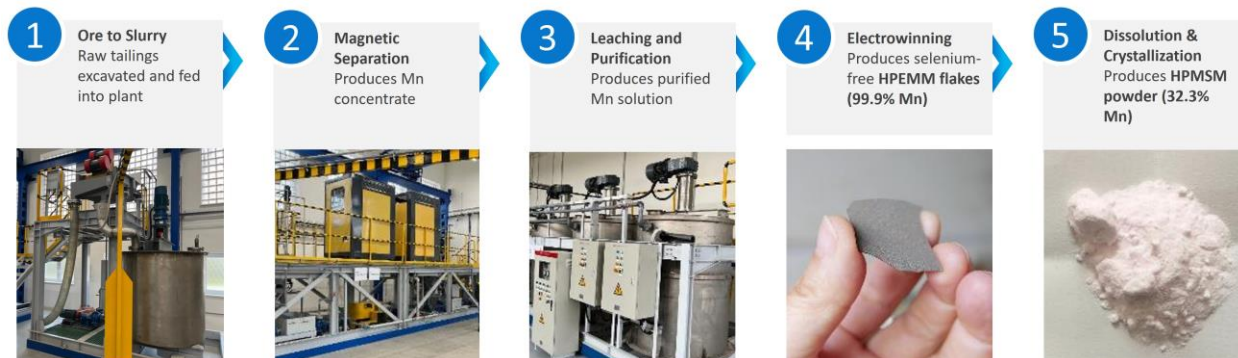 1
Ore to Slurry
Raw tailings
excavated and fed
into plant
2
Magnetic
Separation
Produces Mn
concentrate
3
Leaching and
Purification
Produces purified
Mn solution
4
Electrowinning
Produces selenium-
free HPEMM flakes
(99.9% Mn)
5
Dissolution &
Crystallization
Produces HPMSM
powder (32.3%
Mn)